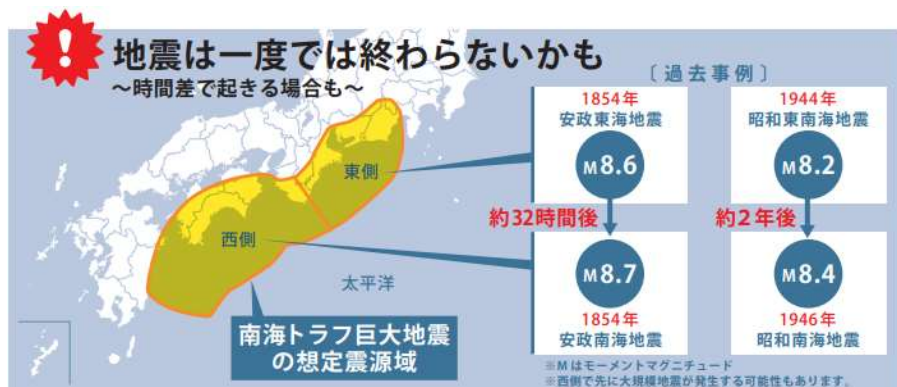 !
地震は一度では終わらないかも
〜時間差で起きる場合も〜
〔過去事例〕
1854年
安政東海地震
M8.6
約32時間後
M8.7
1854年
安政南海地震
1944年
昭和東南海地震
M8.2
約2年後
M8.4
1946年
昭和南海地震
東側
西側
太平洋
南海トラフ巨大地震
の想定震源域
※Mはモーメントマグニチュード
※西側で先に大規模地震が発生する可能性もあります。